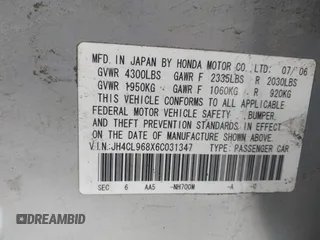 MFD. IN JAPAN BY HONDA MOTOR CO., LTD. 07/06
GVWR 4300LBS GAWR F 2335LBS R 2030LBS
GVWR 1950KG GAWR F 1060KG R 920KG
THIS VEHICLE CONFORMS TO ALL APPLICABLE
FEDERAL MOTOR VEHICLE SAFETY, BUMPER,
AND THEFT PREVENTION STANDARDS IN EFFECT
ON THE DATE OF MANUFACTURE SHOWN ABOVE.
V.I.N: JH4CL968X6C031347 TYPE: PASSENGER CAR
SEC 6 AA5 -NH700M -A -C
© DREAMBID